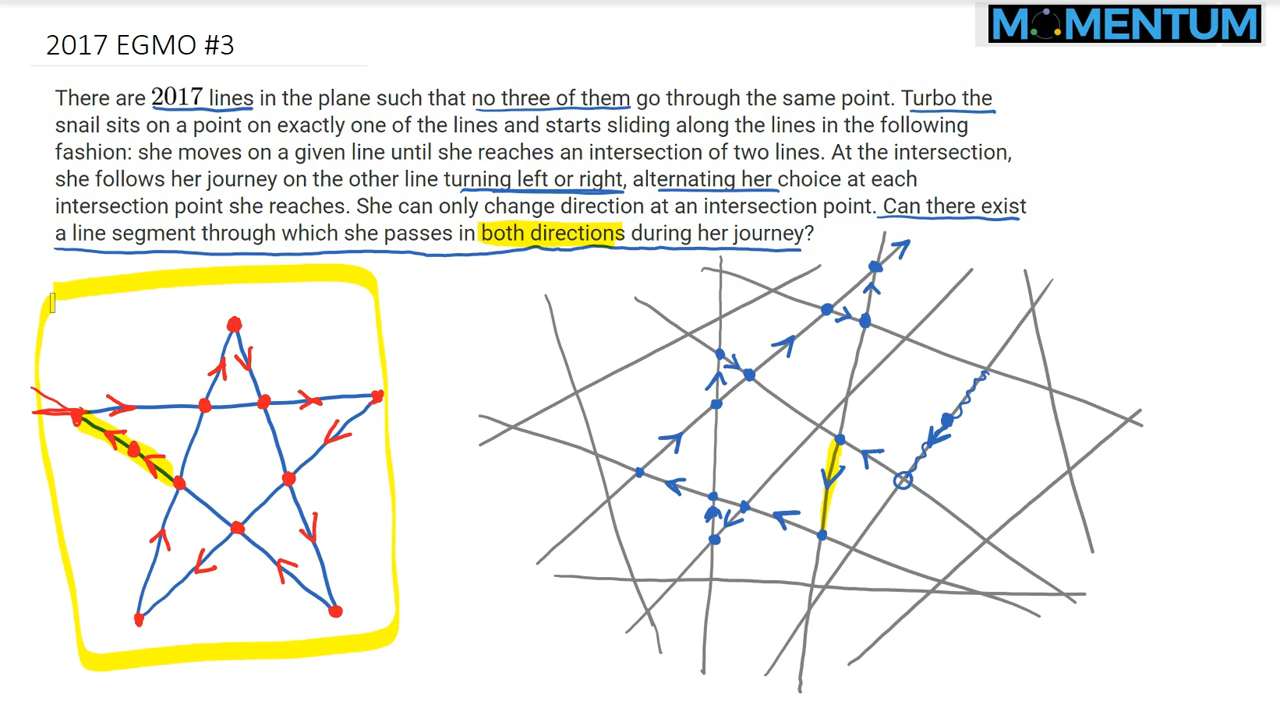 MOMENTUM
2017 EGMO #3
There are 2017 lines in the plane such that no three of them go through the same point. Turbo the
snail sits on a point on exactly one of the lines and starts sliding along the lines in the following
fashion: she moves on a given line until she reaches an intersection of two lines. At the intersection,
she follows her journey on the other line turning left or right, alternating her choice at each
intersection point she reaches. She can only change direction at an intersection point. Can there exist
a line segment through which she passes in both directions during her journey?